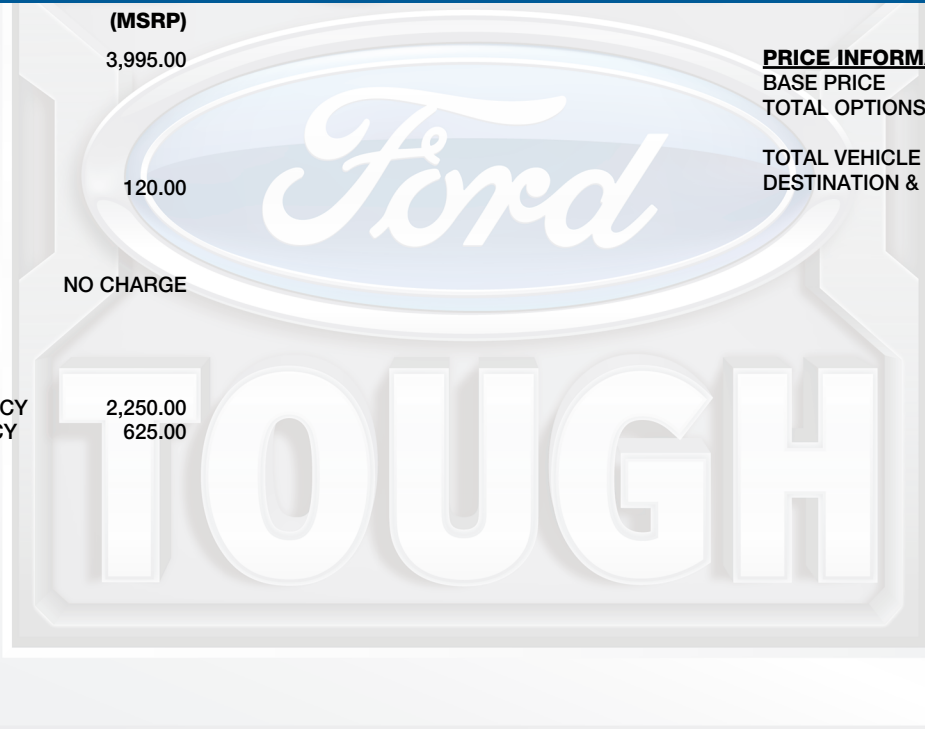 (MSRP)
3,995.00
120.00
NO CHARGE
CY 2,250.00
CY 625.00
PRICE INFORMA
BASE PRICE
TOTAL OPTIONS
TOTAL VEHICLE
DESTINATION &
Ford
TOUGH